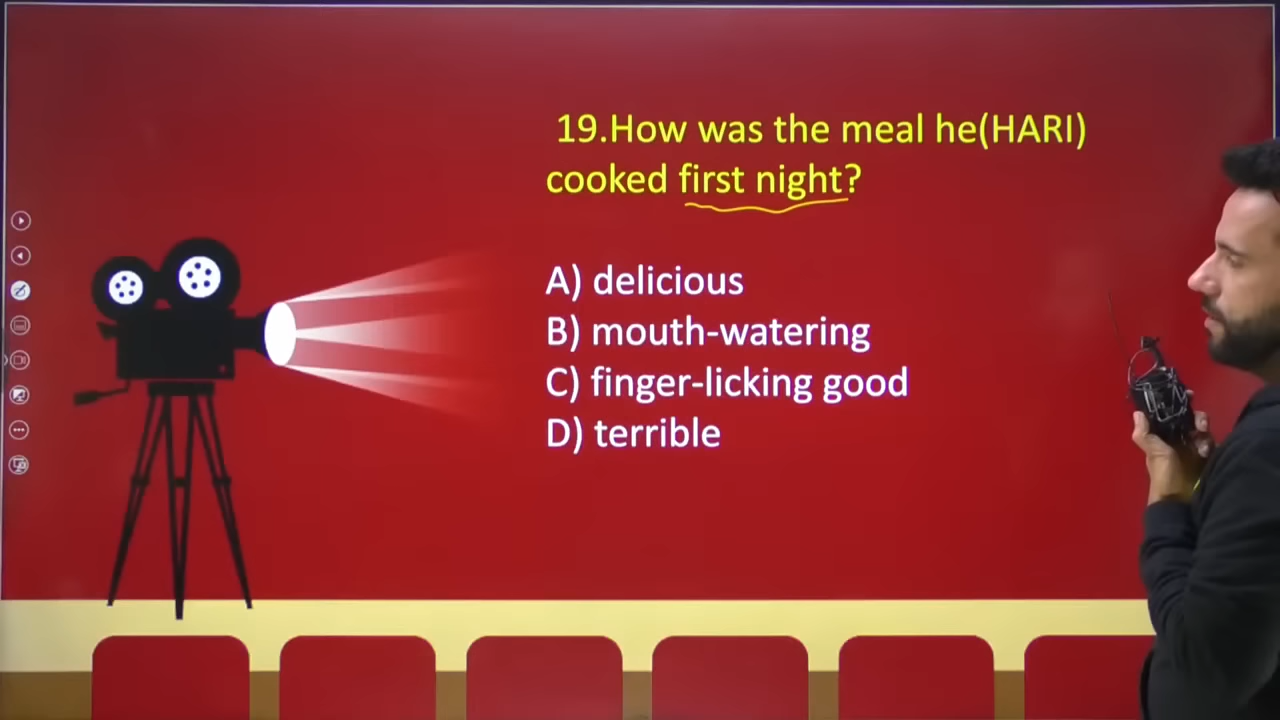 19.How was the meal he(HARI)
cooked first night?
A) delicious
B) mouth-watering
C) finger-licking good
D) terrible